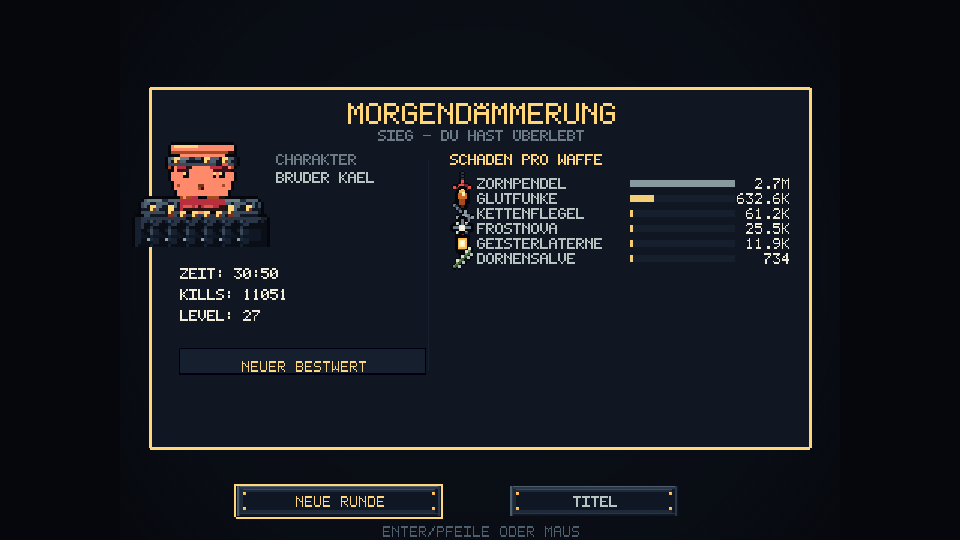 MORGENDÄMMERUNG
SIEG - DU HAST ÜBERLEBT
CHARAKTER
BRUDER KAEL
ZEIT: 30:50
KILLS: 11051
LEVEL: 27
NEUER BESTWERT
SCHADEN PRO WAFFE
ZORNPENDEL 2.7M
GLUTFUNKE 632.6K
KETTENFLEGEL 61.2K
FROSTNOVA 25.5K
GEISTERLATERNE 11.9K
DORNENSALVE 734
NEUE RUNDE
TITEL
ENTER/PFEILE ODER MAUS